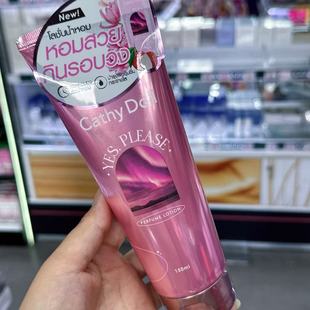 New!
โลชั่นน้ำหอม
หอมสวย
Cathy Doll
YES, PLEASE
PERFUME LOTION
150ml